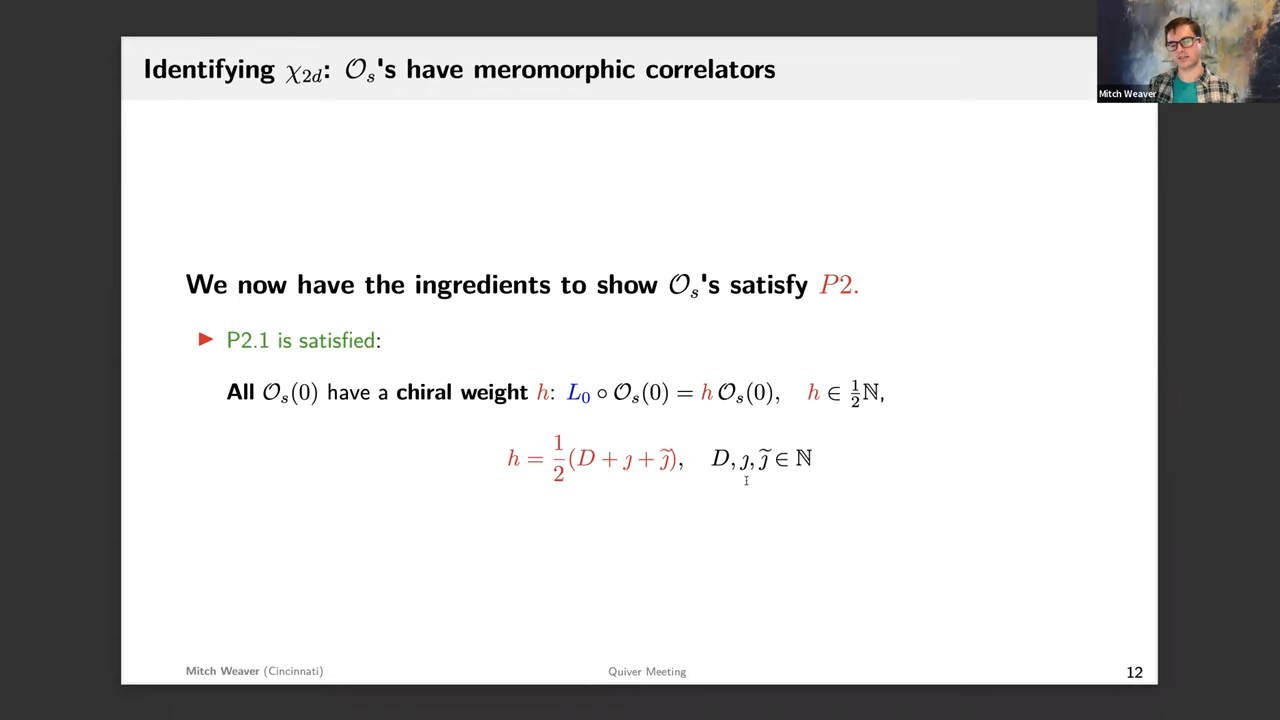 Identifying χ₂d: 𝒪ₛ's have meromorphic correlators
Mitch Weaver
We now have the ingredients to show 𝒪ₛ's satisfy P2.
▶ P2.1 is satisfied:
All 𝒪ₛ(0) have a chiral weight h: L₀ ∘ 𝒪ₛ(0) = h 𝒪ₛ(0), h ∈ ½ℕ,
h = 1/2 (D + ȷ + ȷ̃), D, ȷ, ȷ̃ ∈ ℕ
Mitch Weaver (Cincinnati) Quiver Meeting 12